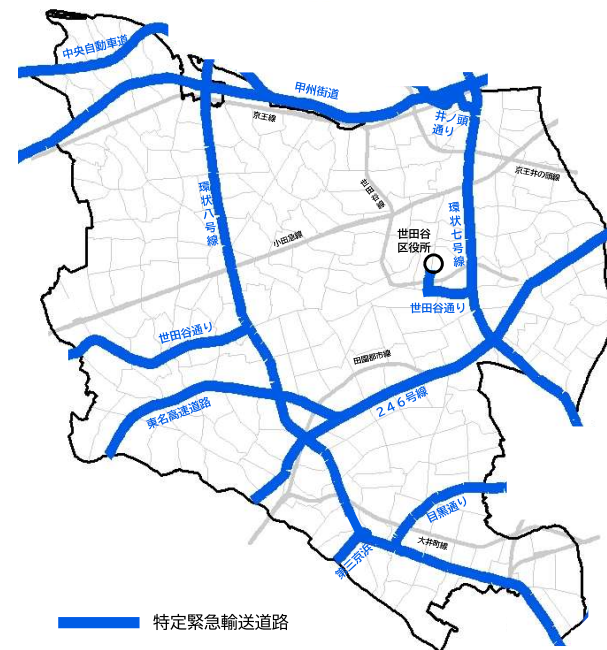 中央自動車道
甲州街道
京王線
井ノ頭
通り
京王井の頭線
世田谷線
環状八号線
環状七号線
世田谷
区役所
小田急線
世田谷通り
世田谷通り
田園都市線
246号線
東名高速道路
目黒通り
大井町線
第三京浜
特定緊急輸送道路